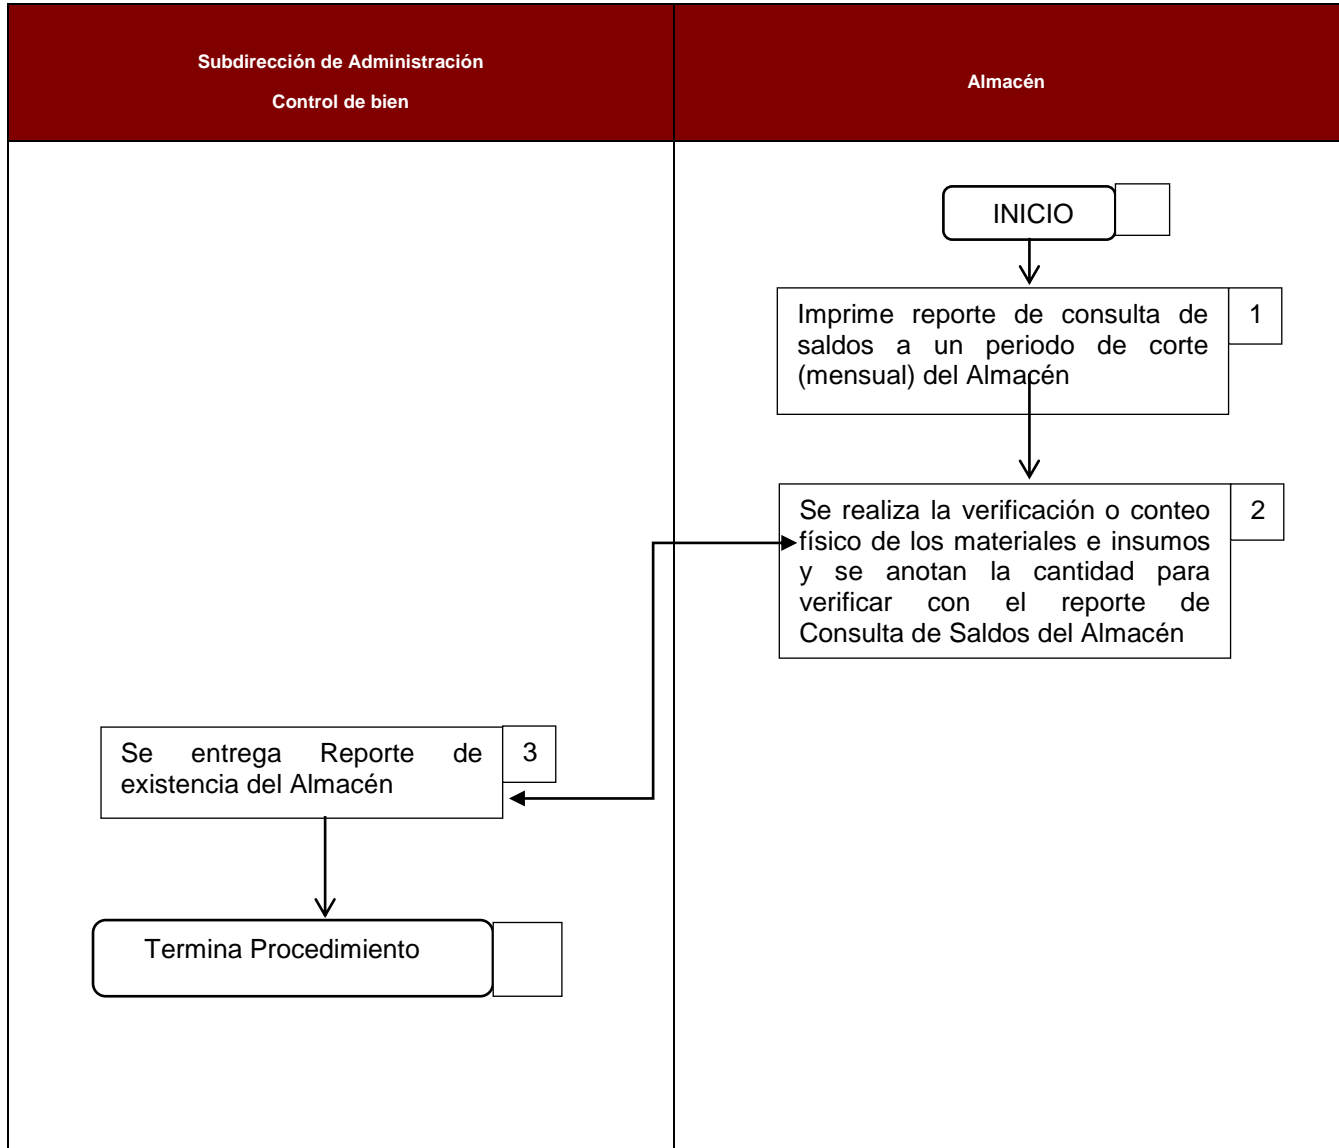 Subdirección de Administración
Control de bien
Almacén
INICIO
Imprime reporte de consulta de
saldos a un periodo de corte
(mensual) del Almacén
1
Se realiza la verificación o conteo
físico de los materiales e insumos
y se anotan la cantidad para
verificar con el reporte de
Consulta de Saldos del Almacén
2
Se entrega Reporte de
existencia del Almacén
3
Termina Procedimiento